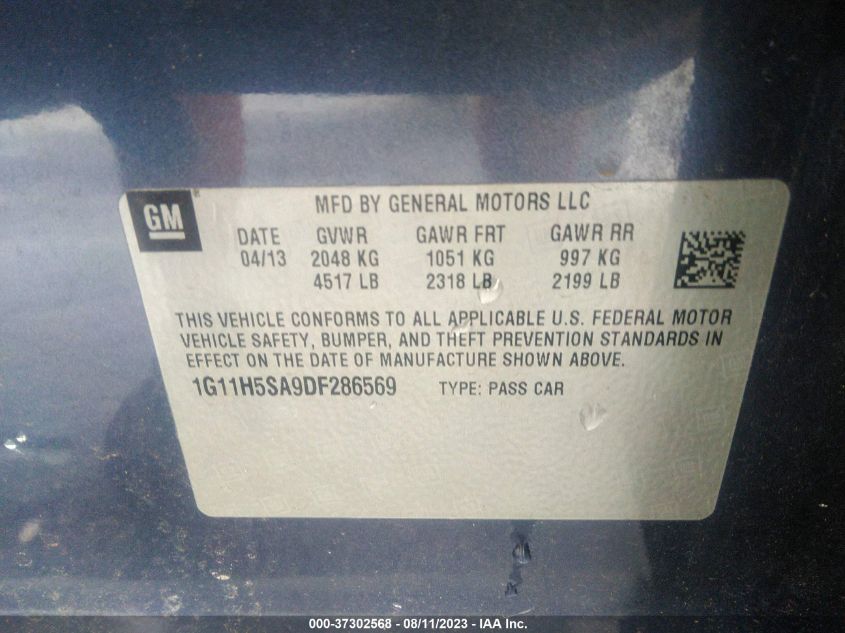 GM
MFD BY GENERAL MOTORS LLC
DATE GVWR GAWR FRT GAWR RR
04/13 2048 KG 1051 KG 997 KG
4517 LB 2318 LB 2199 LB
THIS VEHICLE CONFORMS TO ALL APPLICABLE U.S. FEDERAL MOTOR
VEHICLE SAFETY, BUMPER, AND THEFT PREVENTION STANDARDS IN
EFFECT ON THE DATE OF MANUFACTURE SHOWN ABOVE.
1G11H5SA9DF286569 TYPE: PASS CAR
000-37302568 - 08/11/2023 - IAA Inc.